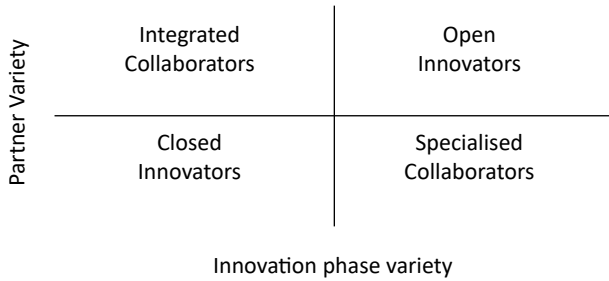 Partner Variety
Integrated
Collaborators
Open
Innovators
Closed
Innovators
Specialised
Collaborators
Innovation phase variety